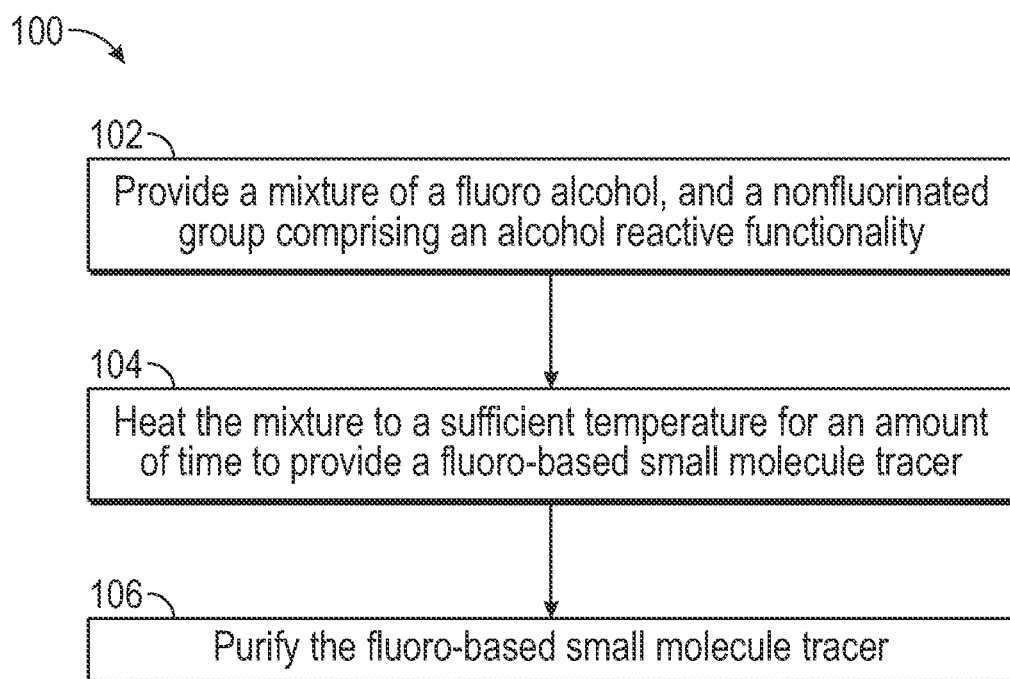 100
102
Provide a mixture of a fluoro alcohol, and a nonfluorinated
group comprising an alcohol reactive functionality
104
Heat the mixture to a sufficient temperature for an amount
of time to provide a fluoro-based small molecule tracer
106
Purify the fluoro-based small molecule tracer